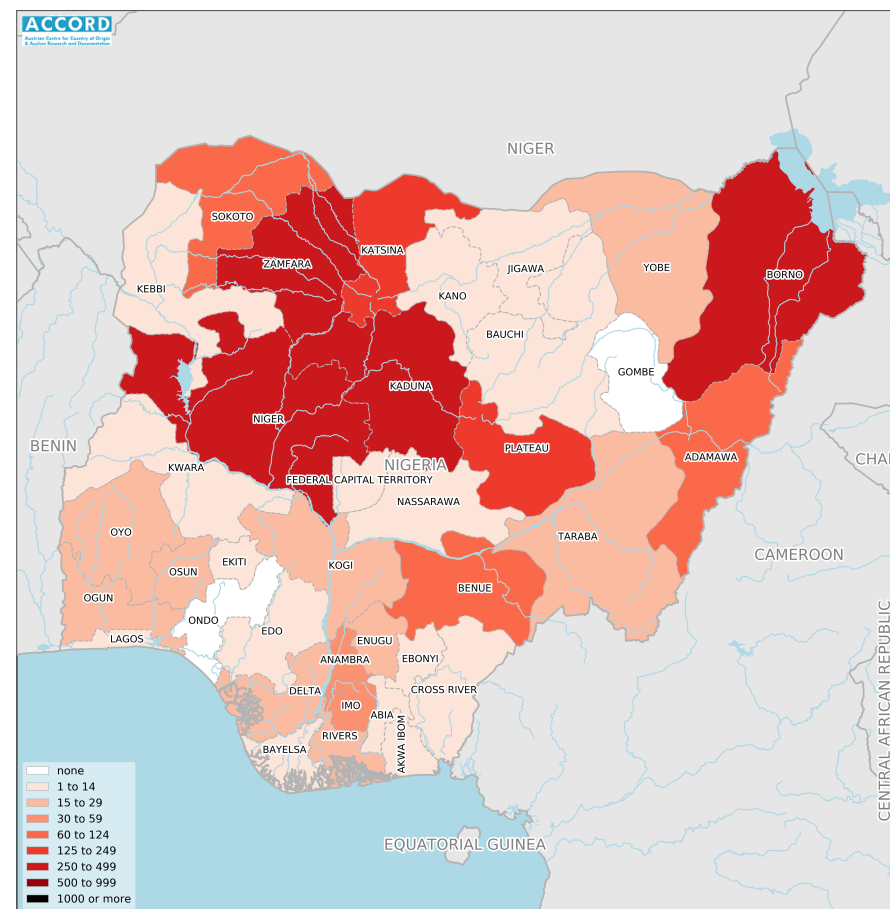 ACCORD
Austrian Centre for Country of Origin
& Asylum Research and Documentation
NIGER
SOKOTO
KATSINA
ZAMFARA
JIGAWA
YOBE
BORNO
KEBBI
KANO
BAUCHI
GOMBE
KADUNA
NIGER
BENIN
PLATEAU
ADAMAWA
CHAD
KWARA
NIGERIA
FEDERAL CAPITAL TERRITORY
NASSARAWA
OYO
TARABA
CAMEROON
EKITI
KOGI
OSUN
BENUE
OGUN
ONDO
EDO
LAGOS
ENUGU
ANAMBRA
EBONYI
CROSS RIVER
DELTA
IMO
ABIA
RIVERS
AKWA IBOM
BAYELSA
CENTRAL AFRICAN REPUBLIC
EQUATORIAL GUINEA
none
1 to 14
15 to 29
30 to 59
60 to 124
125 to 249
250 to 499
500 to 999
1000 or more